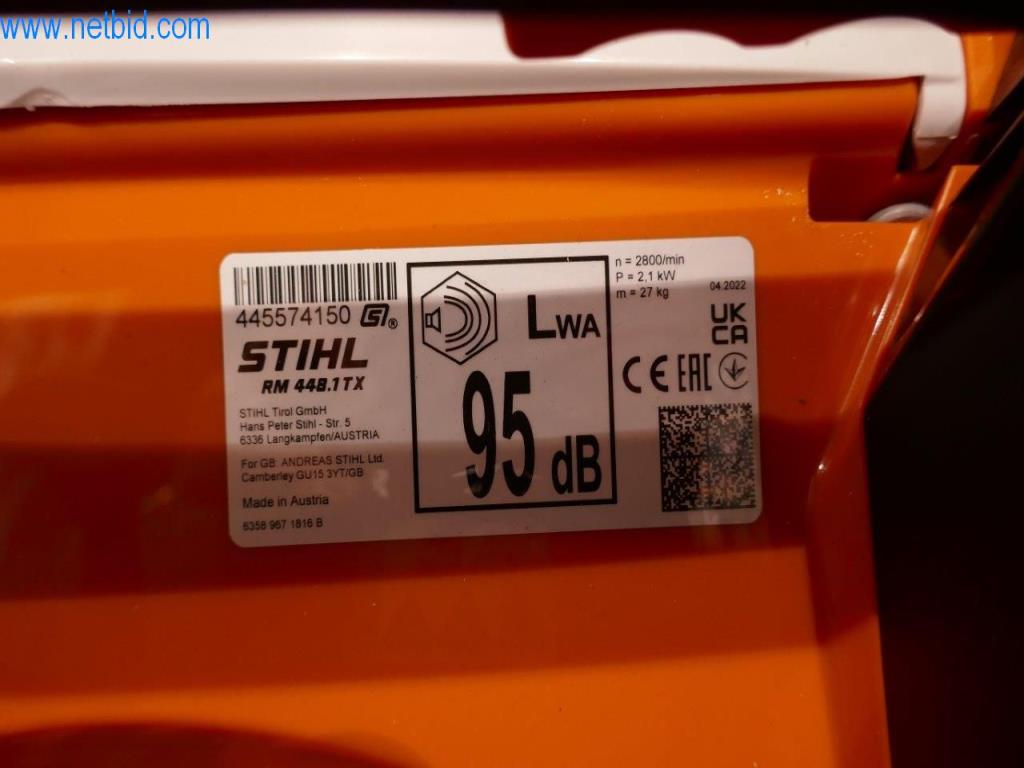 www.netbid.com
445574150 ®
STIHL
RM 448.1 TX
STIHL Tirol GmbH
Hans Peter Stihl - Str. 5
6336 Langkampfen/AUSTRIA
For GB: ANDREAS STIHL Ltd.
Camberley GU15 3YT/GB
Made in Austria
6358 967 1816 B
LWA
95 dB
n = 2800/min
P = 2,1 kW
m = 27 kg
04.2022
UK
CA
CE EAC